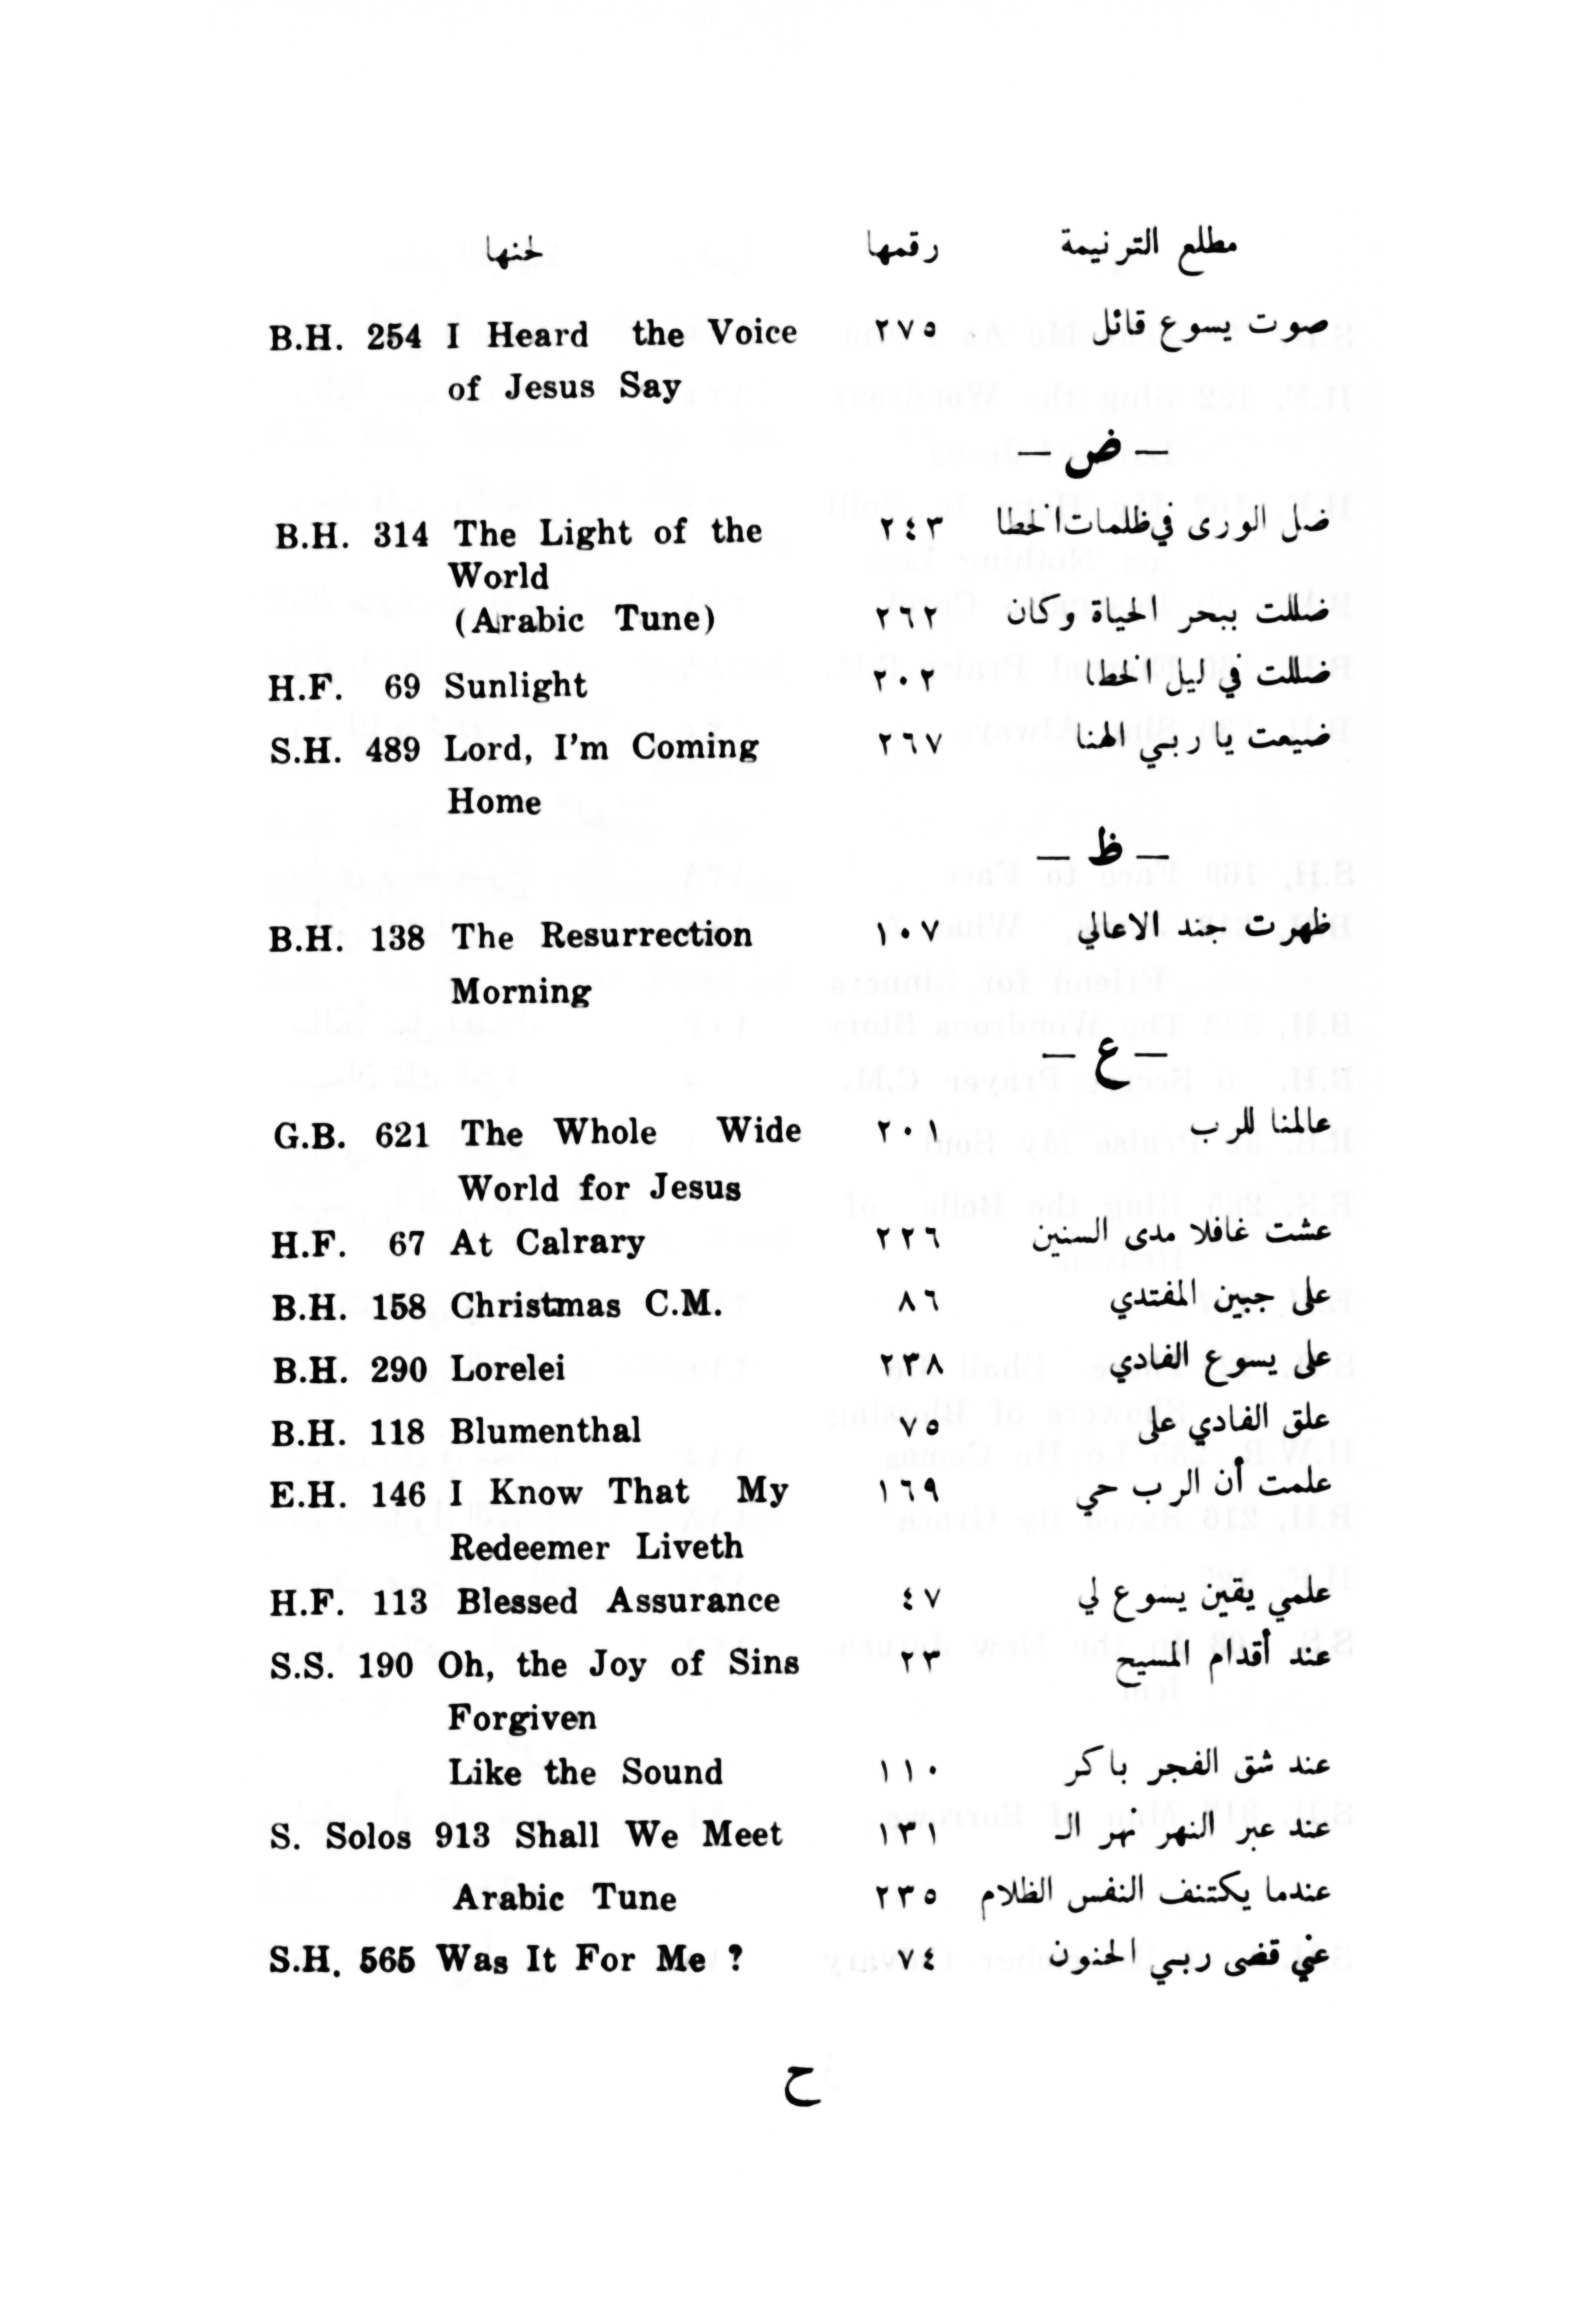 مطلع الترنيمة رقمها لحنها
صوت يسوع قائل ٢٧٥ B.H. 254 I Heard the Voice
of Jesus Say
— ض —
ضل الورى في ظلمات الخطا ٢٤٣ B.H. 314 The Light of the
World
ضللت ببحر الحياة وكان ٢٦٢ (Arabic Tune)
ضللت في ليل الخطا ٢٠٢ H.F. 69 Sunlight
ضيعت يا ربي الهنا ٢٦٧ S.H. 489 Lord, I'm Coming
Home
— ظ —
ظهرت جند الاعالي ١٠٧ B.H. 138 The Resurrection
Morning
— ع —
عالمنا للرب ٢٠١ G.B. 621 The Whole Wide
World for Jesus
عشت غافلا مدى السنين ٢٢٦ H.F. 67 At Calrary
على جبين المفتدي ٨٦ B.H. 158 Christmas C.M.
على يسوع الفادي ٢٣٨ B.H. 290 Lorelei
علق الفادي على ٧٥ B.H. 118 Blumenthal
علمت أن الرب حي ١٦٩ E.H. 146 I Know That My
Redeemer Liveth
علمي يقين يسوع لي ٤٧ H.F. 113 Blessed Assurance
عند أقدام المسيح ٢٣ S.S. 190 Oh, the Joy of Sins
Forgiven
عند شق الفجر باكر ١١٠ Like the Sound
عند عبر النهر نهر الـ ١٣١ S. Solos 913 Shall We Meet
عندما يكتنف النفس الظلام ٢٣٥ Arabic Tune
عني قضى ربي الحنون ٧٤ S.H. 565 Was It For Me ?
ح